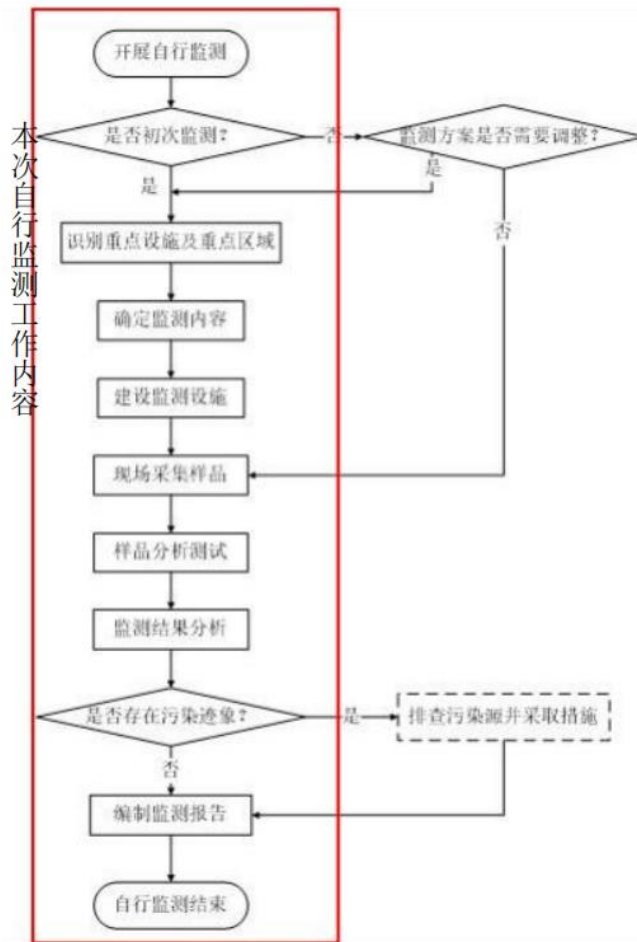 开展自行监测
是否初次监测?
否
监测方案是否需要调整?
是
是
否
识别重点设施及重点区域
确定监测内容
建设监测设施
现场采集样品
样品分析测试
监测结果分析
是否存在污染迹象?
是
排查污染源并采取措施
否
编制监测报告
自行监测结束
本次自行监测工作内容